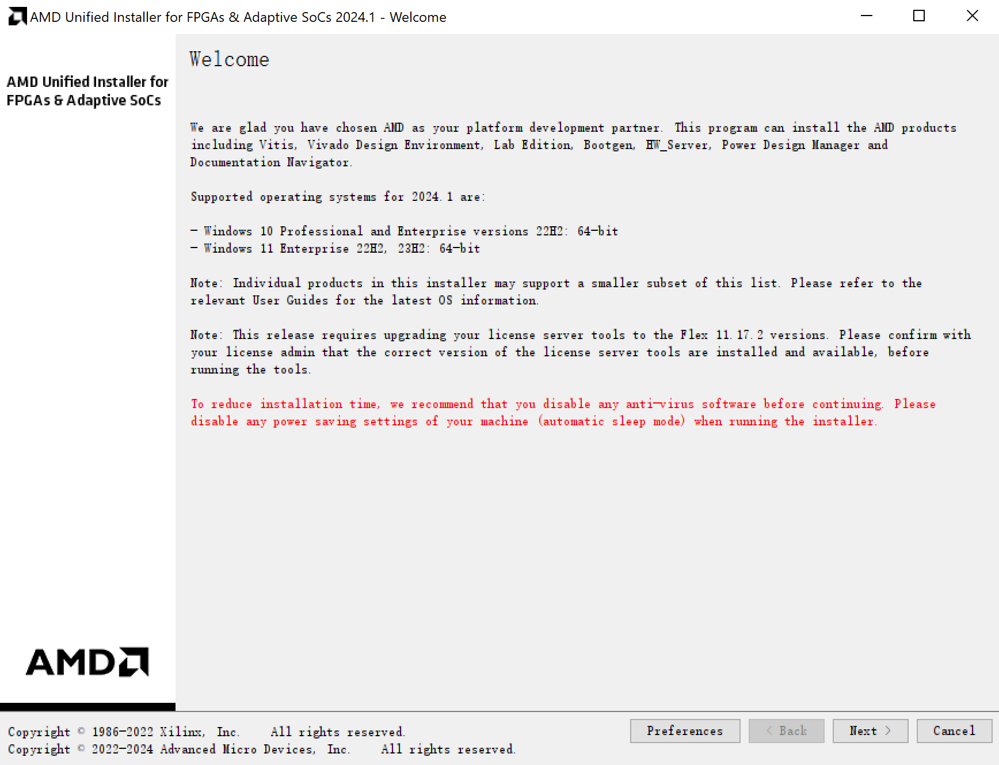 AMD Unified Installer for FPGAs & Adaptive SoCs 2024.1 - Welcome
AMD Unified Installer for
FPGAs & Adaptive SoCs
Welcome
We are glad you have chosen AMD as your platform development partner. This program can install the AMD products
including Vitis, Vivado Design Environment, Lab Edition, Bootgen, HW_Server, Power Design Manager and
Documentation Navigator.
Supported operating systems for 2024.1 are:
- Windows 10 Professional and Enterprise versions 22H2: 64-bit
- Windows 11 Enterprise 22H2, 23H2: 64-bit
Note: Individual products in this installer may support a smaller subset of this list. Please refer to the
relevant User Guides for the latest OS information.
Note: This release requires upgrading your license server tools to the Flex 11.17.2 versions. Please confirm with
your license admin that the correct version of the license server tools are installed and available, before
running the tools.
To reduce installation time, we recommend that you disable any anti-virus software before continuing. Please
disable any power saving settings of your machine (automatic sleep mode) when running the installer.
AMD
Copyright © 1986-2022 Xilinx, Inc. All rights reserved.
Copyright © 2022-2024 Advanced Micro Devices, Inc. All rights reserved.
Preferences
< Back
Next >
Cancel